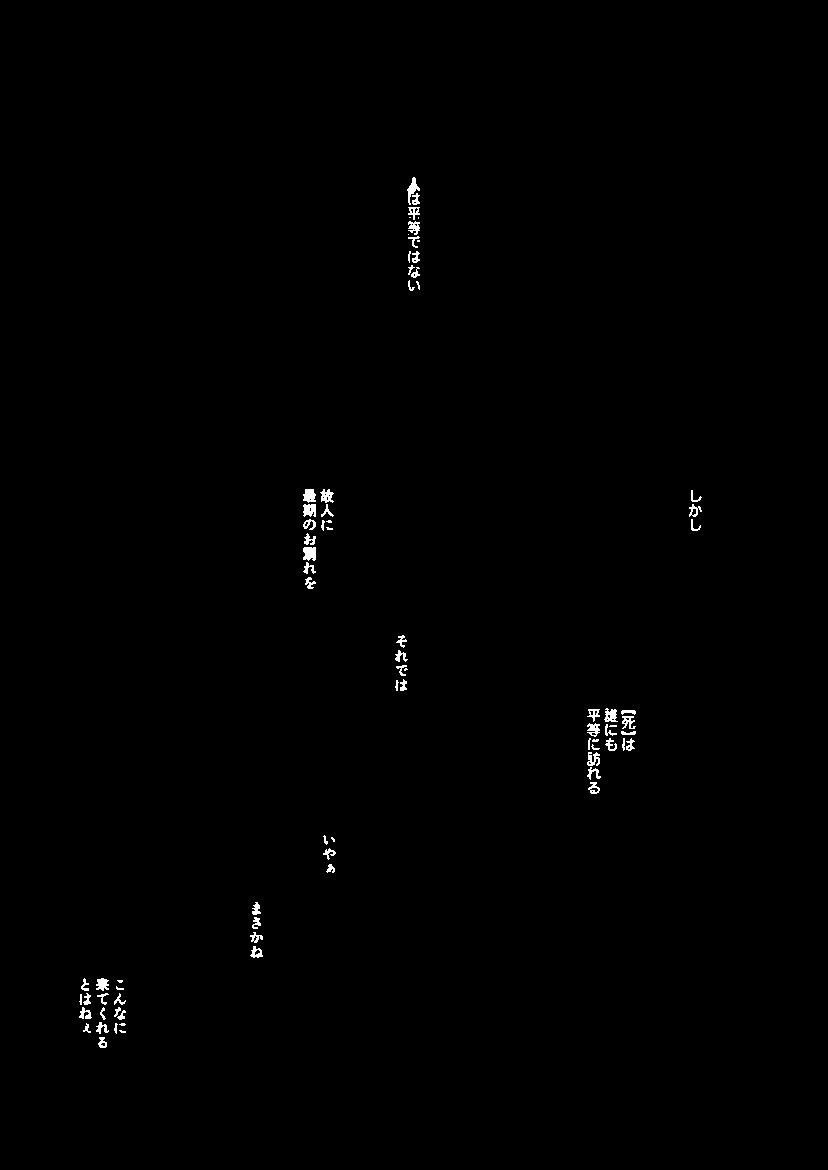 人は平等ではない
しかし
【死】は
誰にも
平等に訪れる
それでは
故人に
最期のお別れを
いやぁ
まさかね
こんなに
来てくれる
とはねぇ